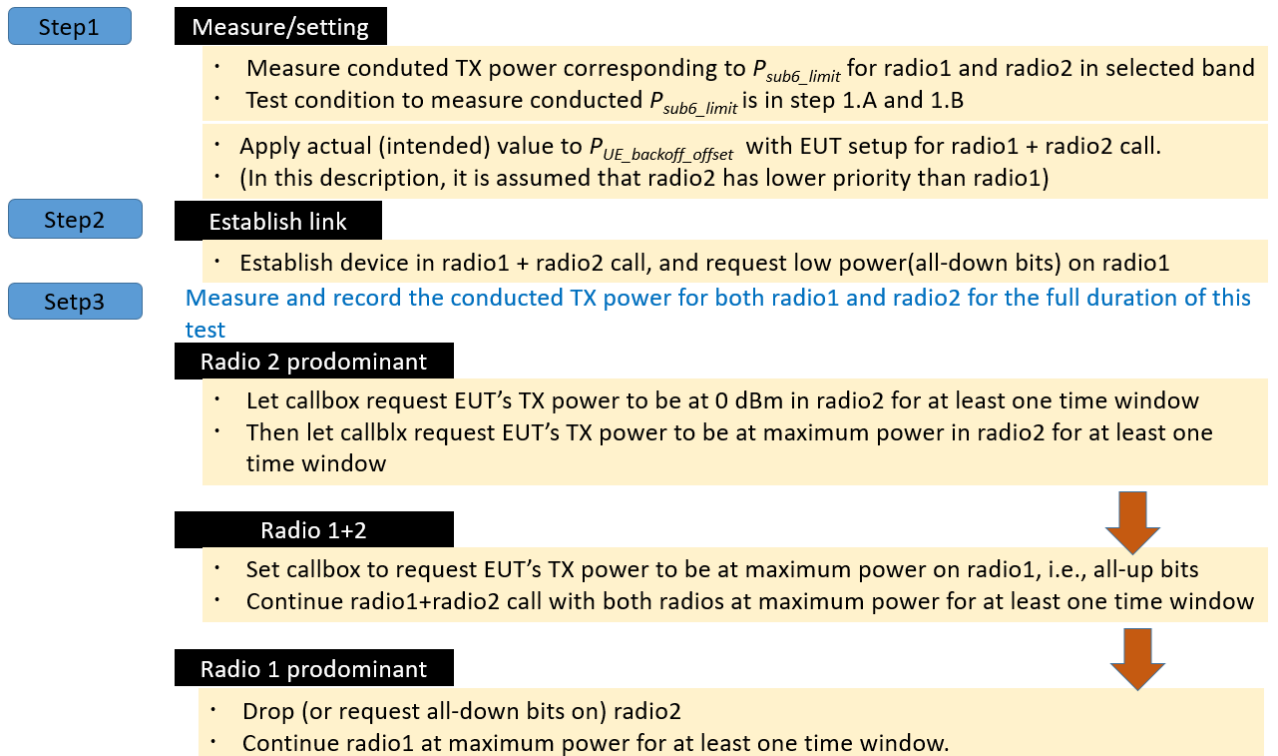 Step1
Measure/setting
· Measure conduted TX power corresponding to P_sub6_limit for radio1 and radio2 in selected band
· Test condition to measure conducted P_sub6_limit is in step 1.A and 1.B
· Apply actual (intended) value to P_UE_backoff_offset with EUT setup for radio1 + radio2 call.
· (In this description, it is assumed that radio2 has lower priority than radio1)
Step2
Establish link
· Establish device in radio1 + radio2 call, and request low power(all-down bits) on radio1
Setp3
Measure and record the conducted TX power for both radio1 and radio2 for the full duration of this
test
Radio 2 prodominant
· Let callbox request EUT’s TX power to be at 0 dBm in radio2 for at least one time window
· Then let callblx request EUT’s TX power to be at maximum power in radio2 for at least one
time window
Radio 1+2
· Set callbox to request EUT’s TX power to be at maximum power on radio1, i.e., all-up bits
· Continue radio1+radio2 call with both radios at maximum power for at least one time window
Radio 1 prodominant
· Drop (or request all-down bits on) radio2
· Continue radio1 at maximum power for at least one time window.